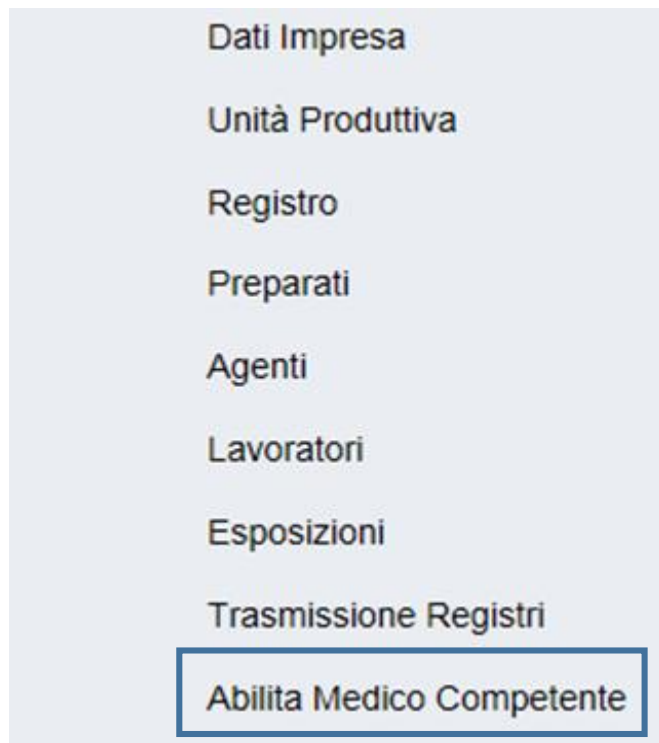 Dati Impresa
Unità Produttiva
Registro
Preparati
Agenti
Lavoratori
Esposizioni
Trasmissione Registri
Abilita Medico Competente